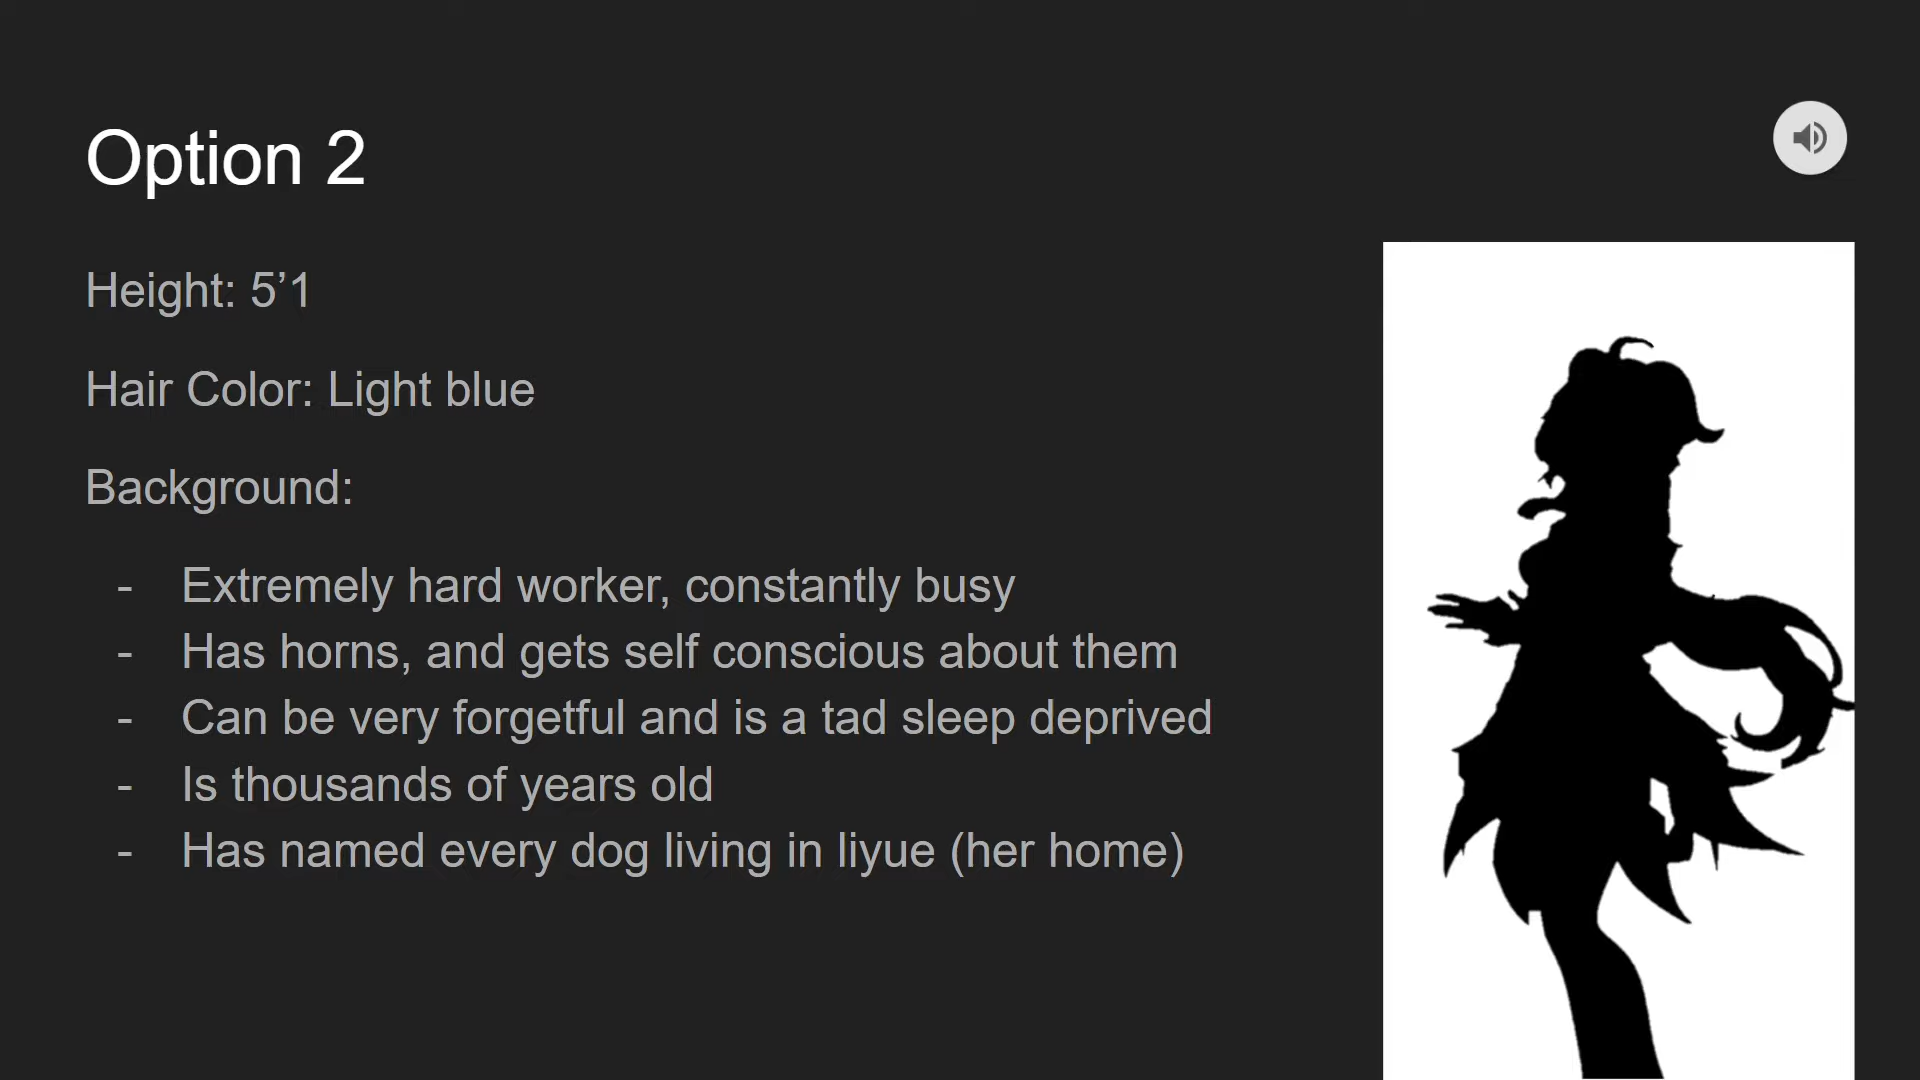 Option 2
Height: 5’1
Hair Color: Light blue
Background:
- Extremely hard worker, constantly busy
- Has horns, and gets self conscious about them
- Can be very forgetful and is a tad sleep deprived
- Is thousands of years old
- Has named every dog living in liyue (her home)